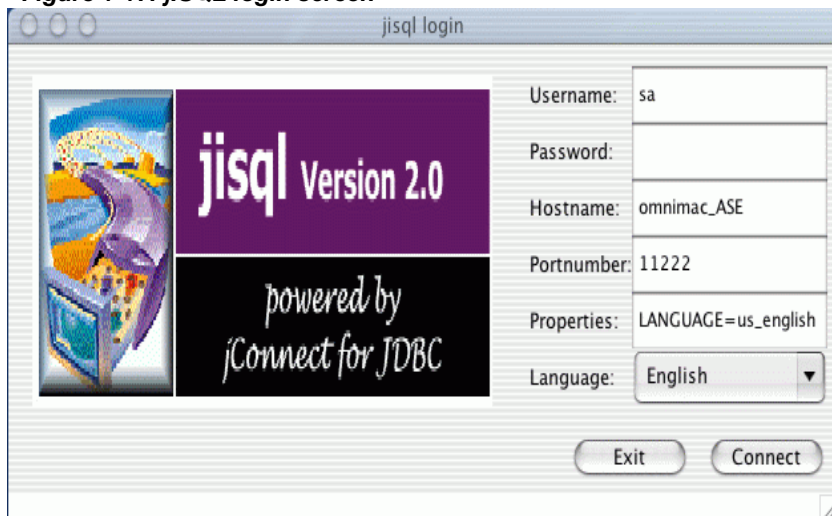 jisql login
jisql Version 2.0
powered by
jConnect for JDBC
Username: sa
Password:
Hostname: omnimac_ASE
Portnumber: 11222
Properties: LANGUAGE=us_english
Language: English
Exit Connect